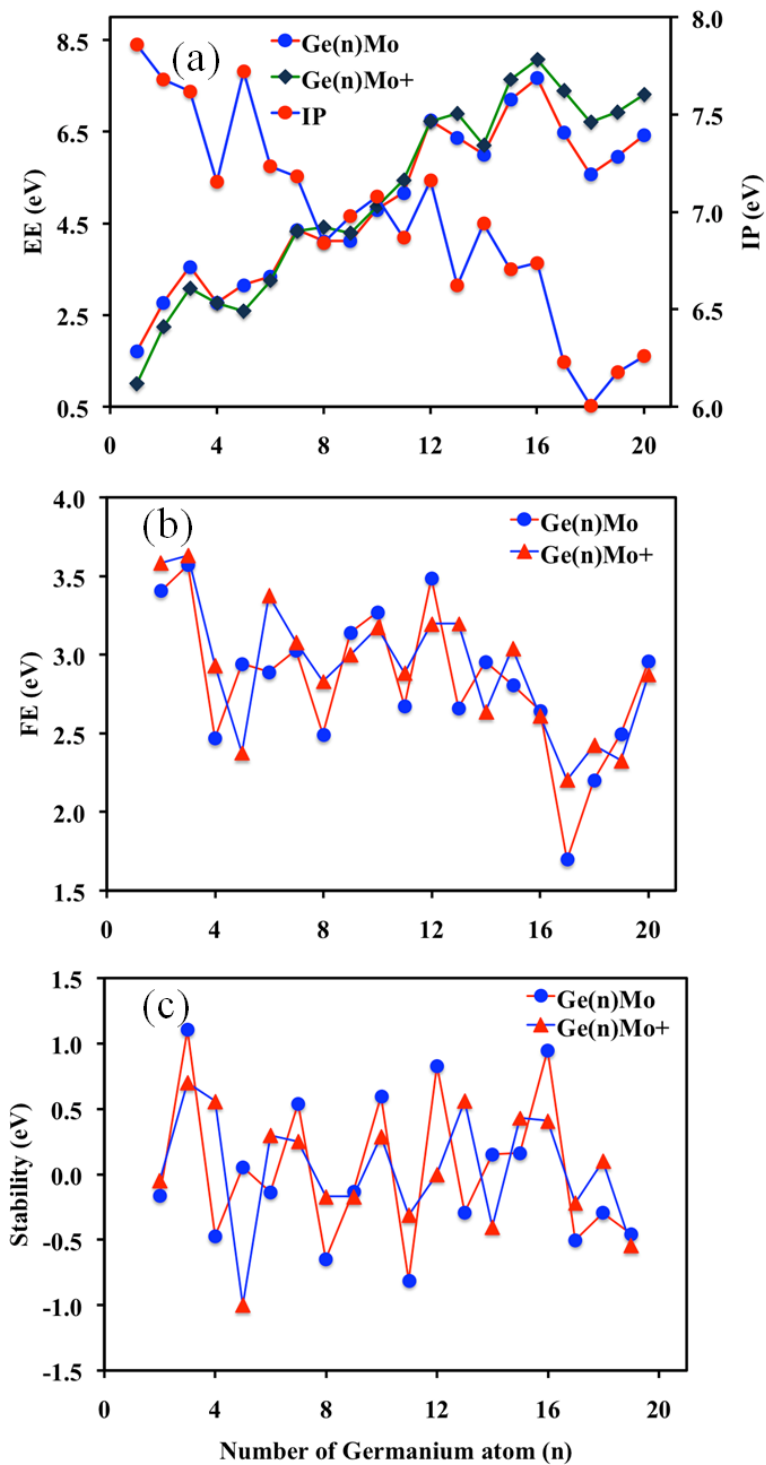 (a)
Ge(n)Mo
Ge(n)Mo+
IP
EE (eV)
8.5
6.5
4.5
2.5
0.5
IP (eV)
8.0
7.5
7.0
6.5
6.0
0 4 8 12 16 20
(b)
Ge(n)Mo
Ge(n)Mo+
FE (eV)
4.0
3.5
3.0
2.5
2.0
1.5
0 4 8 12 16 20
(c)
Ge(n)Mo
Ge(n)Mo+
Stability (eV)
1.5
1.0
0.5
0.0
-0.5
-1.0
-1.5
0 4 8 12 16 20
Number of Germanium atom (n)